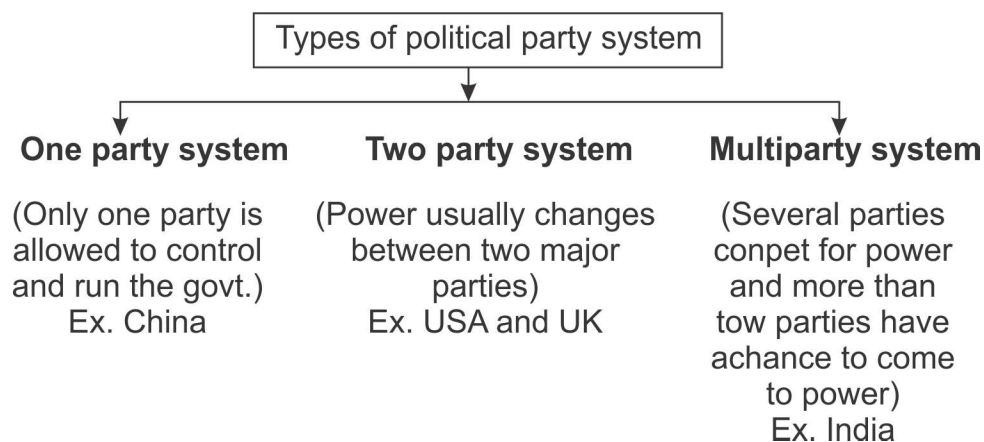 Types of political party system
One party system
(Only one party is
allowed to control
and run the govt.)
Ex. China
Two party system
(Power usually changes
between two major
parties)
Ex. USA and UK
Multiparty system
(Several parties
conpet for power
and more than
tow parties have
achance to come
to power)
Ex. India